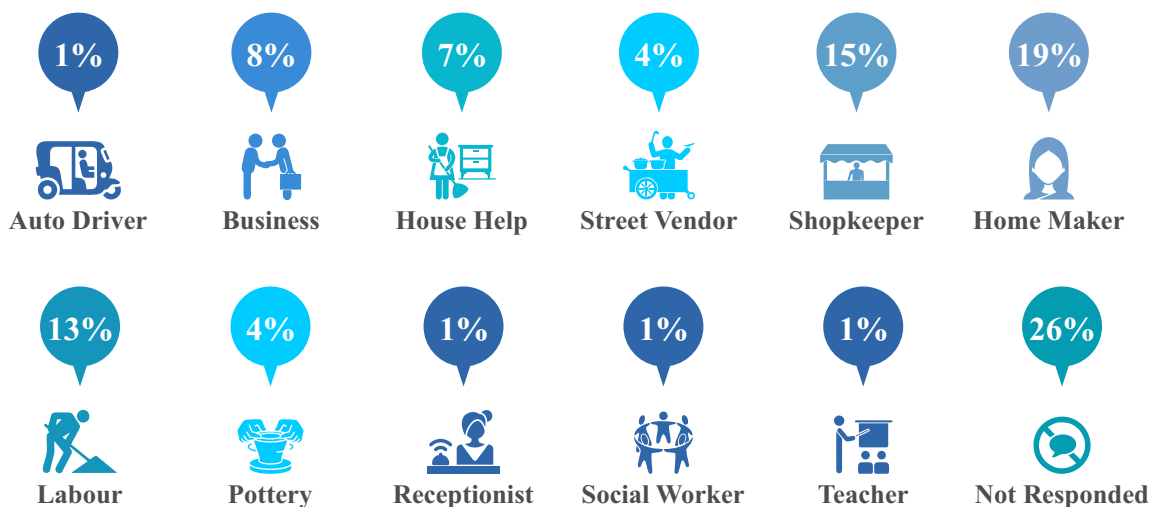 1% 8% 7% 4% 15% 19%
Auto Driver Business House Help Street Vendor Shopkeeper Home Maker
13% 4% 1% 1% 1% 26%
Labour Pottery Receptionist Social Worker Teacher Not Responded